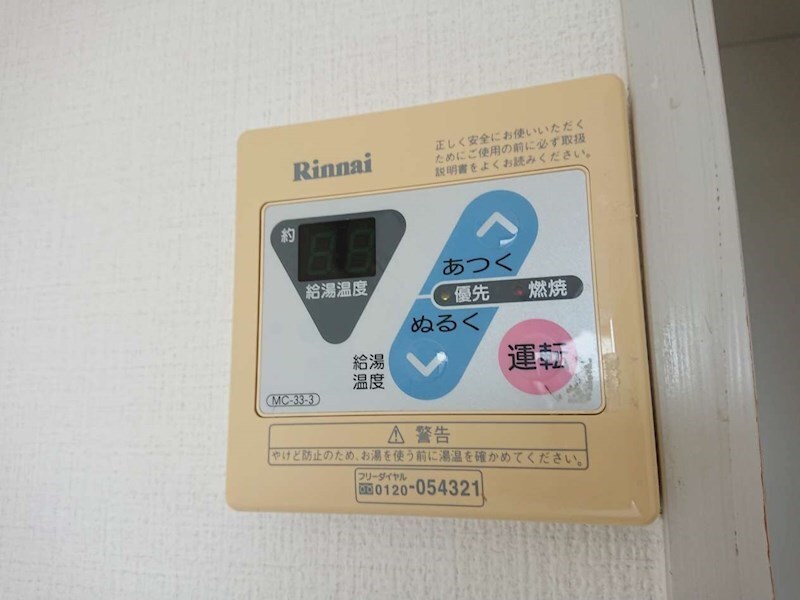 Rinnai
正しく安全にお使いいただく
ためにご使用の前に必ず取扱
説明書をよくお読みください。
約
給湯温度
あつく
優先
燃焼
ぬるく
給湯
温度
運転
MC-33-3
⚠ 警告
やけど防止のため、お湯を使う前に湯温を確かめてください。
フリーダイヤル
0120-054321